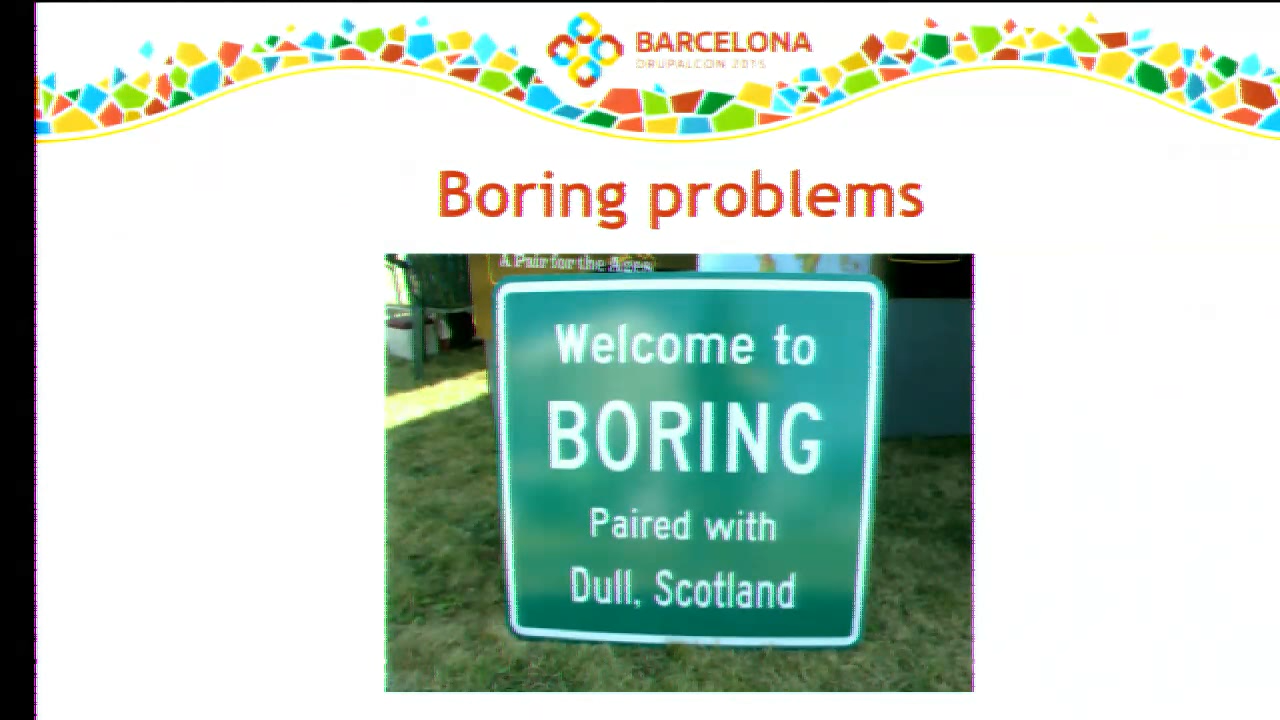 BARCELONA
DRUPALCON 2015
Boring problems
A Pair for the Ages
Welcome to
BORING
Paired with
Dull, Scotland